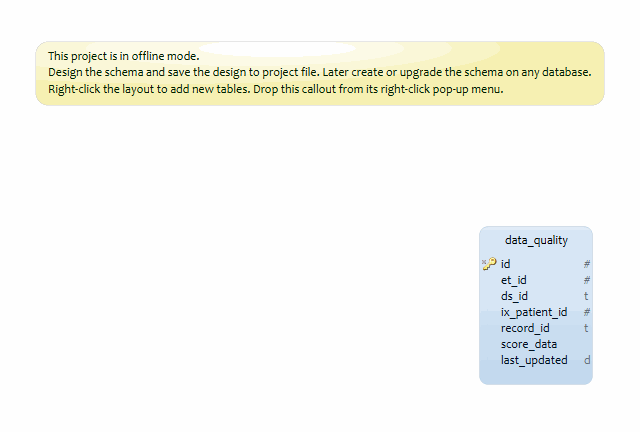 This project is in offline mode.
Design the schema and save the design to project file. Later create or upgrade the schema on any database.
Right-click the layout to add new tables. Drop this callout from its right-click pop-up menu.
data_quality
id #
et_id #
ds_id t
ix_patient_id #
record_id t
score_data
last_updated d